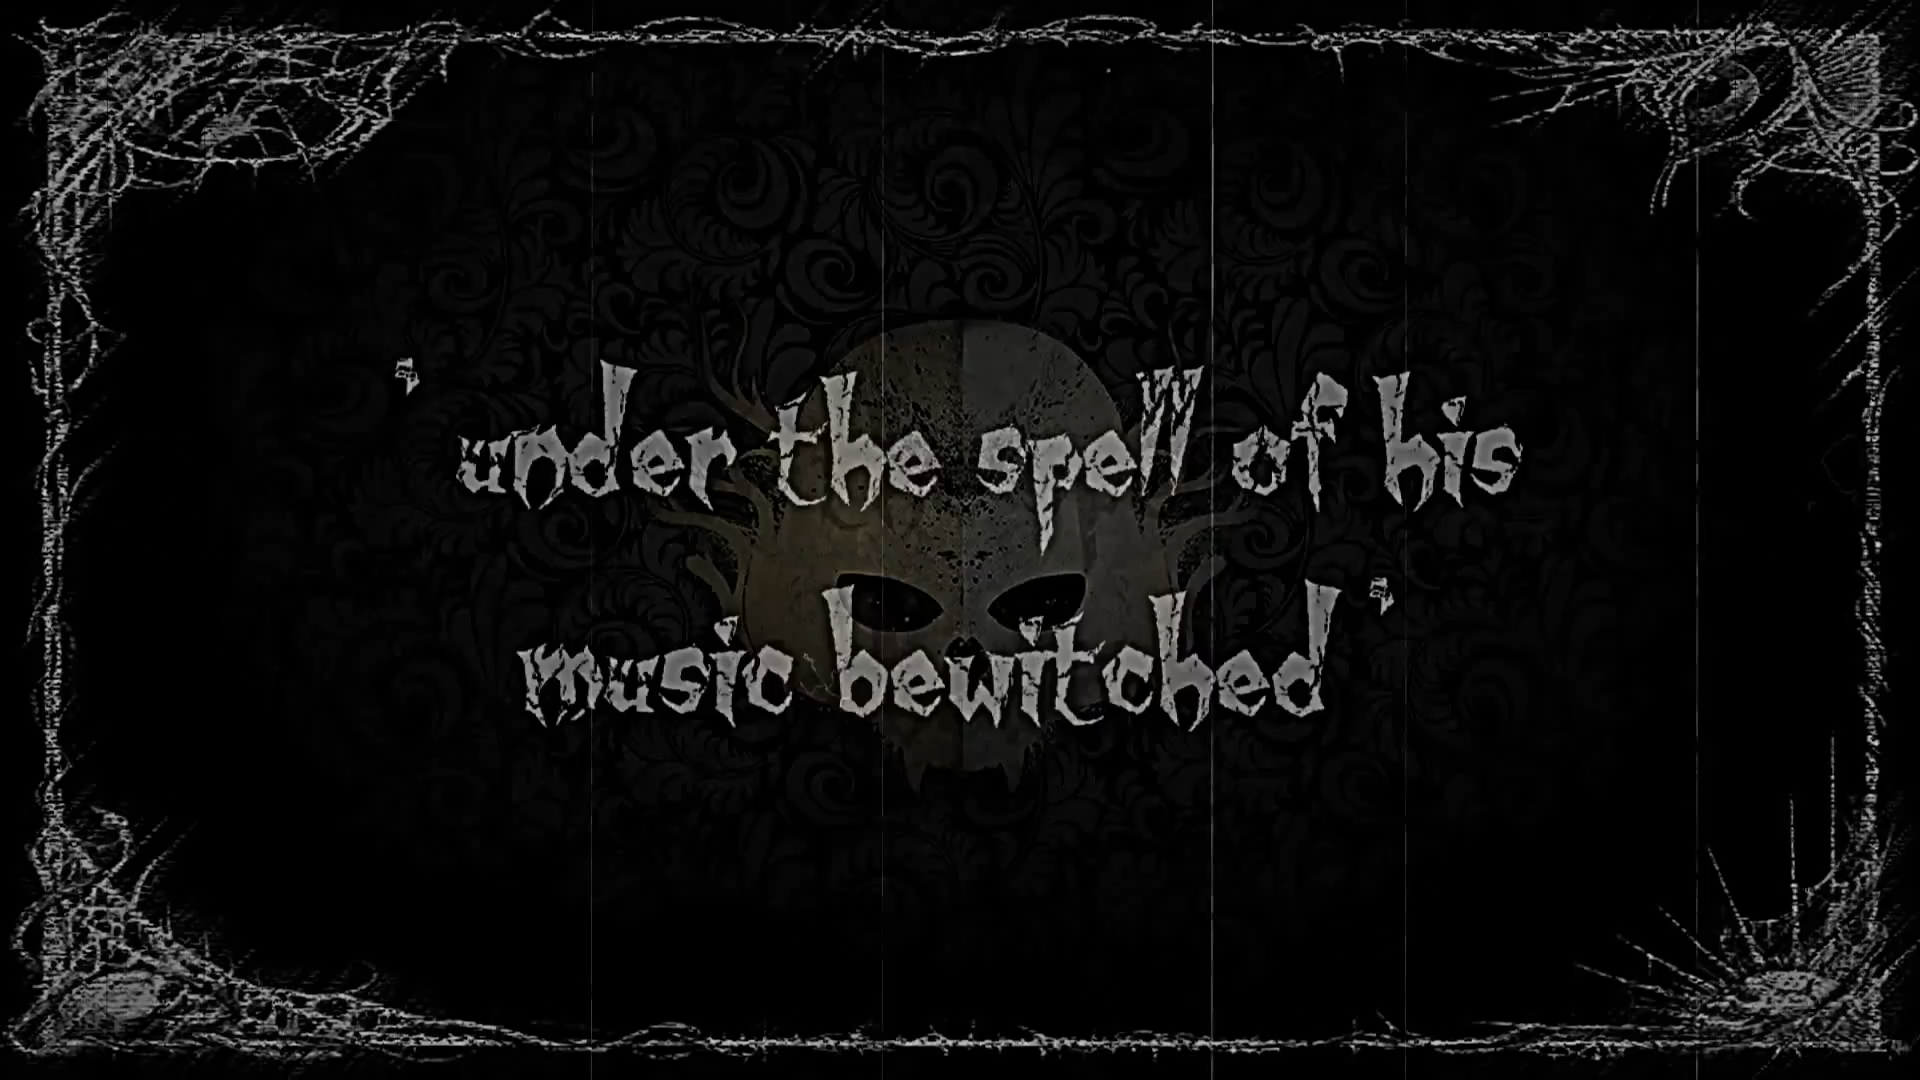 " under the spell of his
music bewitched "